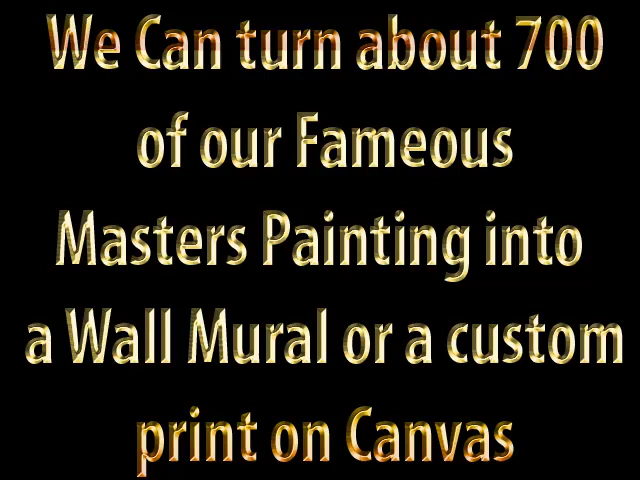 We Can turn about 700
of our Fameous
Masters Painting into
a Wall Mural or a custom
print on Canvas